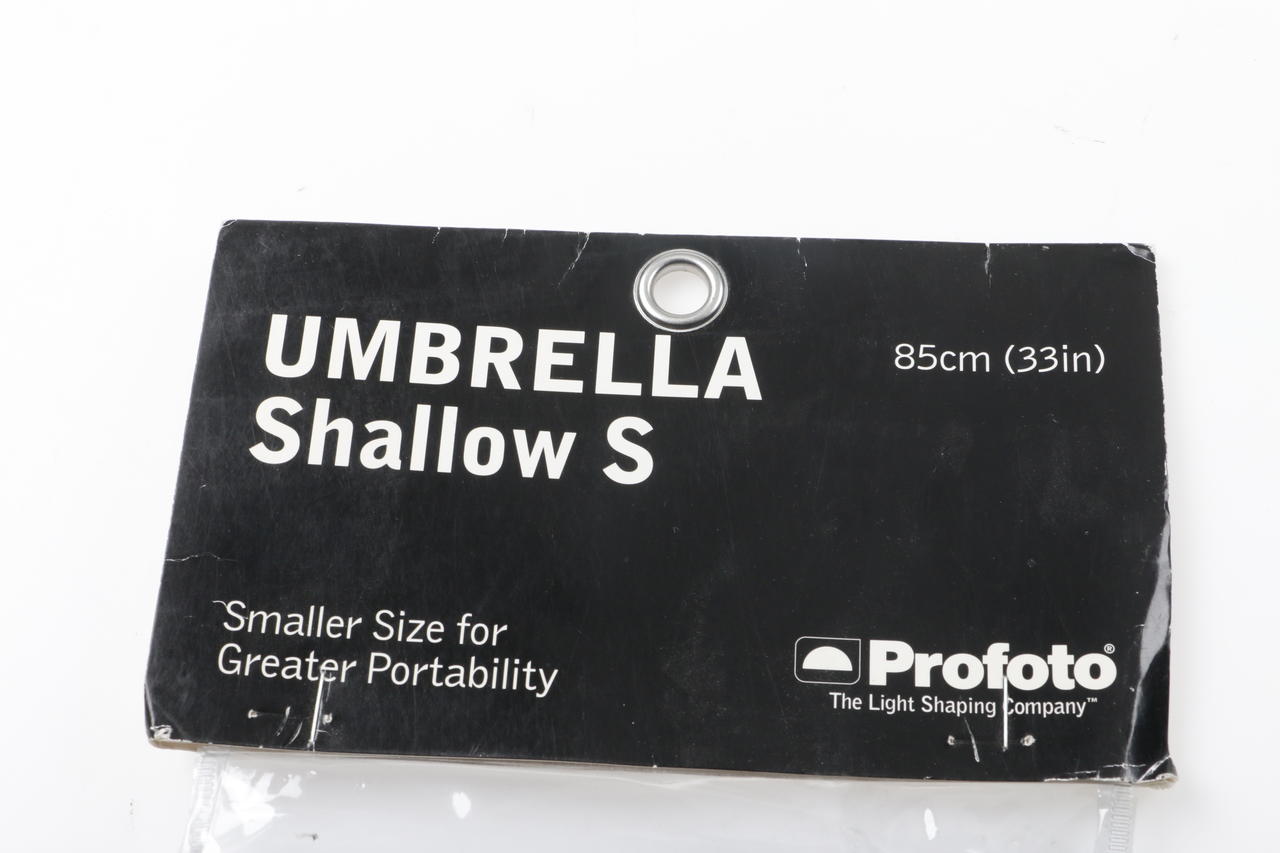 UMBRELLA
Shallow S
85cm (33in)
Smaller Size for
Greater Portability
Profoto®
The Light Shaping Company™